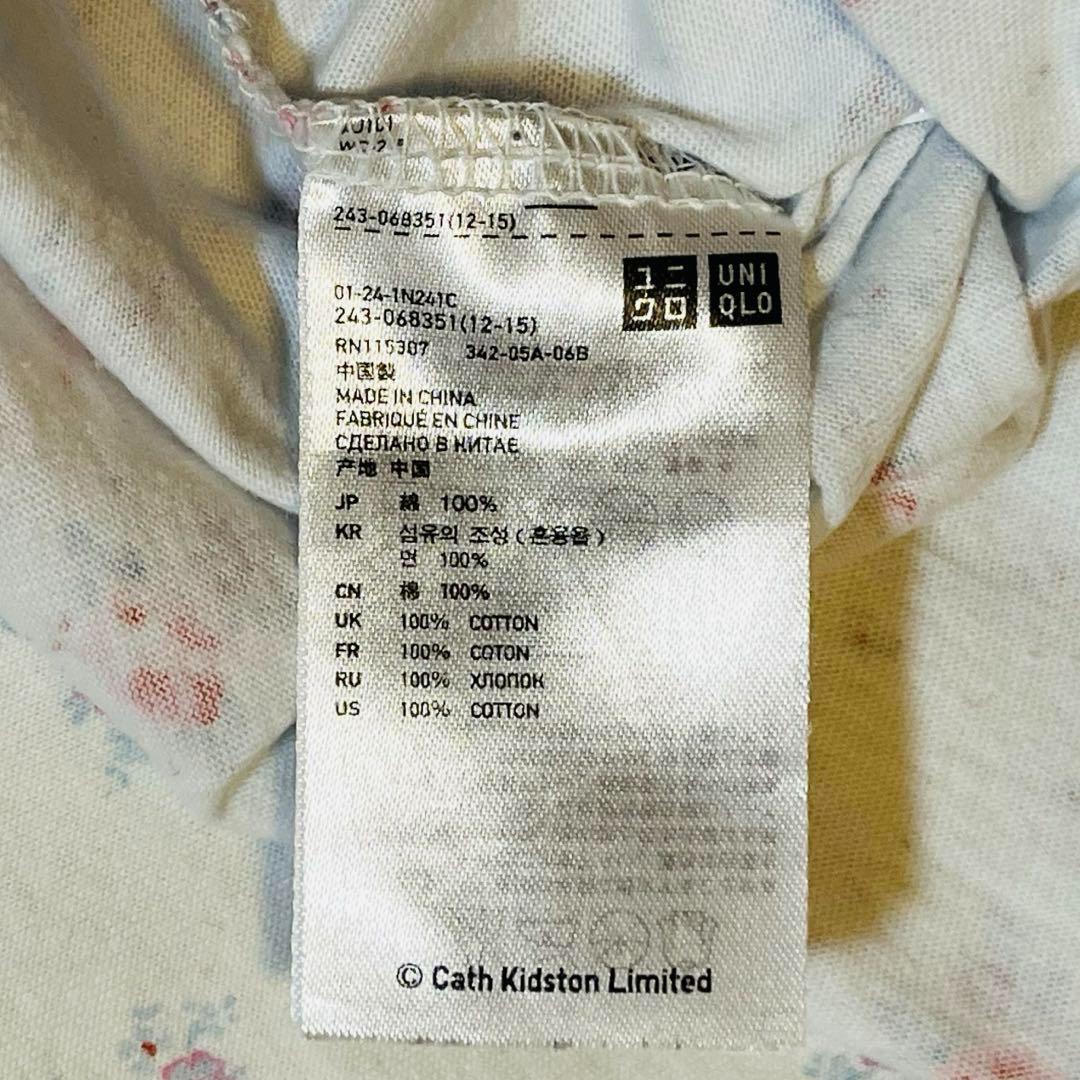 243-068351(12-15)
ユニ
クロ
UNI
QLO
01-24-1N241C
243-068351(12-15)
RN115307 342-05A-06B
中国製
MADE IN CHINA
FABRIQUÉ EN CHINE
СДЕЛАНО В КИТАЕ
产地 中国
JP 綿 100%
KR 섬유의 조성 ( 혼용율 )
면 100%
CN 棉 100%
UK 100% COTTON
FR 100% COTON
RU 100% ХЛОПОК
US 100% COTTON
© Cath Kidston Limited